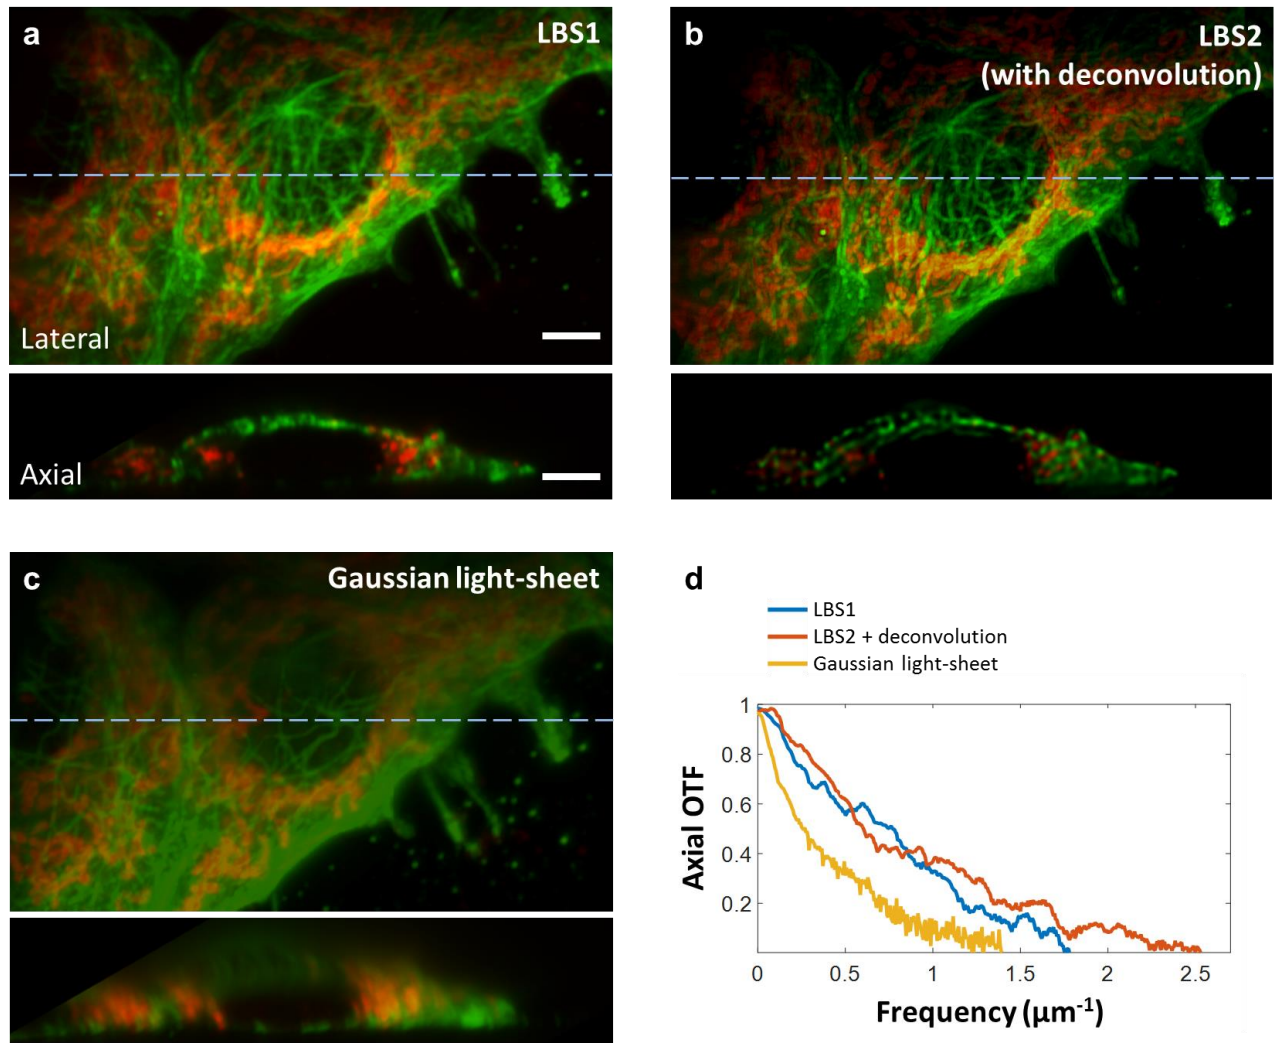 a
LBS1
Lateral
Axial
b
LBS2
(with deconvolution)
c
Gaussian light-sheet
d
LBS1
LBS2 + deconvolution
Gaussian light-sheet
Axial OTF
1
0.8
0.6
0.4
0.2
0 0.5 1 1.5 2 2.5
Frequency (μm⁻¹)